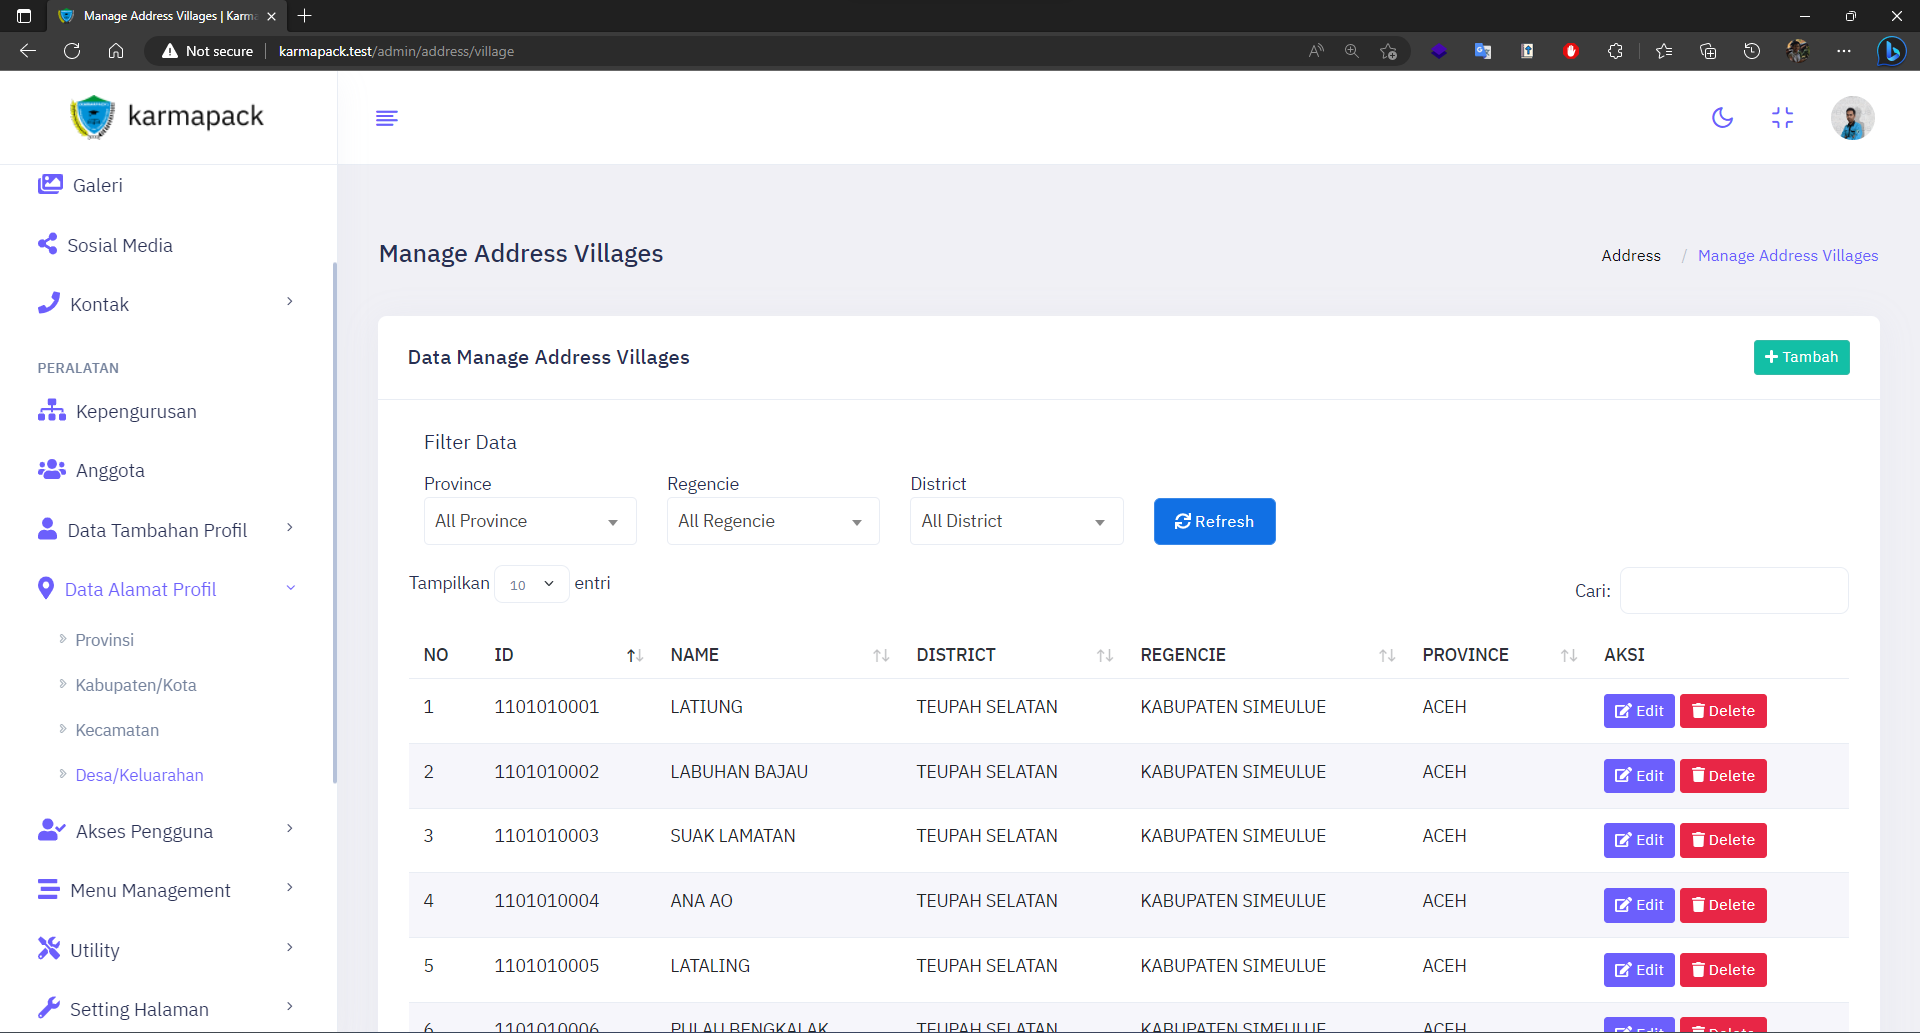 Manage Address Villages | Karma
Not secure
karmapack.test/admin/address/village
karmapack
Galeri
Sosial Media
Kontak
PERALATAN
Kepengurusan
Anggota
Data Tambahan Profil
Data Alamat Profil
Provinsi
Kabupaten/Kota
Kecamatan
Desa/Keluarahan
Akses Pengguna
Menu Management
Utility
Setting Halaman
Manage Address Villages
Address / Manage Address Villages
Data Manage Address Villages
Tambah
Filter Data
Province Regencie District
All Province All Regencie All District Refresh
Tampilkan 10 entri
Cari:
NO ID NAME DISTRICT REGENCIE PROVINCE AKSI
1 1101010001 LATIUNG TEUPAH SELATAN KABUPATEN SIMEULUE ACEH Edit Delete
2 1101010002 LABUHAN BAJAU TEUPAH SELATAN KABUPATEN SIMEULUE ACEH Edit Delete
3 1101010003 SUAK LAMATAN TEUPAH SELATAN KABUPATEN SIMEULUE ACEH Edit Delete
4 1101010004 ANA AO TEUPAH SELATAN KABUPATEN SIMEULUE ACEH Edit Delete
5 1101010005 LATALING TEUPAH SELATAN KABUPATEN SIMEULUE ACEH Edit Delete
6 1101010006 PULAU BENGKALAK TEUPAH SELATAN KABUPATEN SIMEULUE ACEH Edit Delete